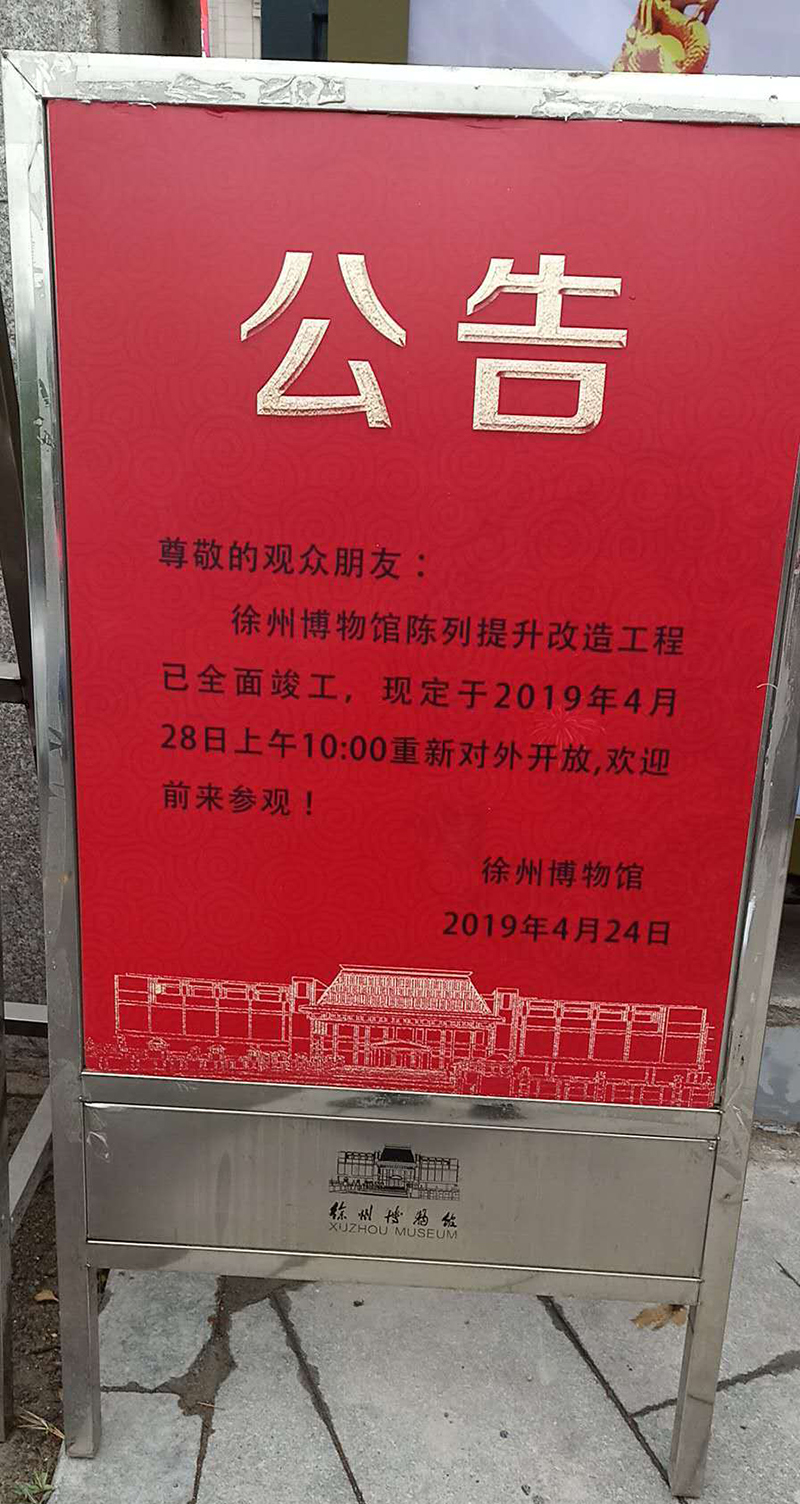 公告
尊敬的观众朋友：
徐州博物馆陈列提升改造工程
已全面竣工，现定于2019年4月
28日上午10:00重新对外开放,欢迎
前来参观！
徐州博物馆
2019年4月24日
徐州博物馆
XUZHOU MUSEUM